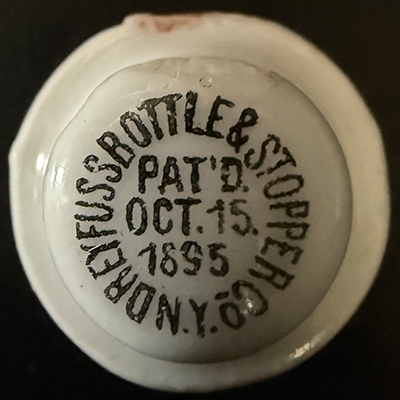 DREYFUSS BOTTLE & STOPPER CO. N.Y.
PAT'D.
OCT. 15.
1895